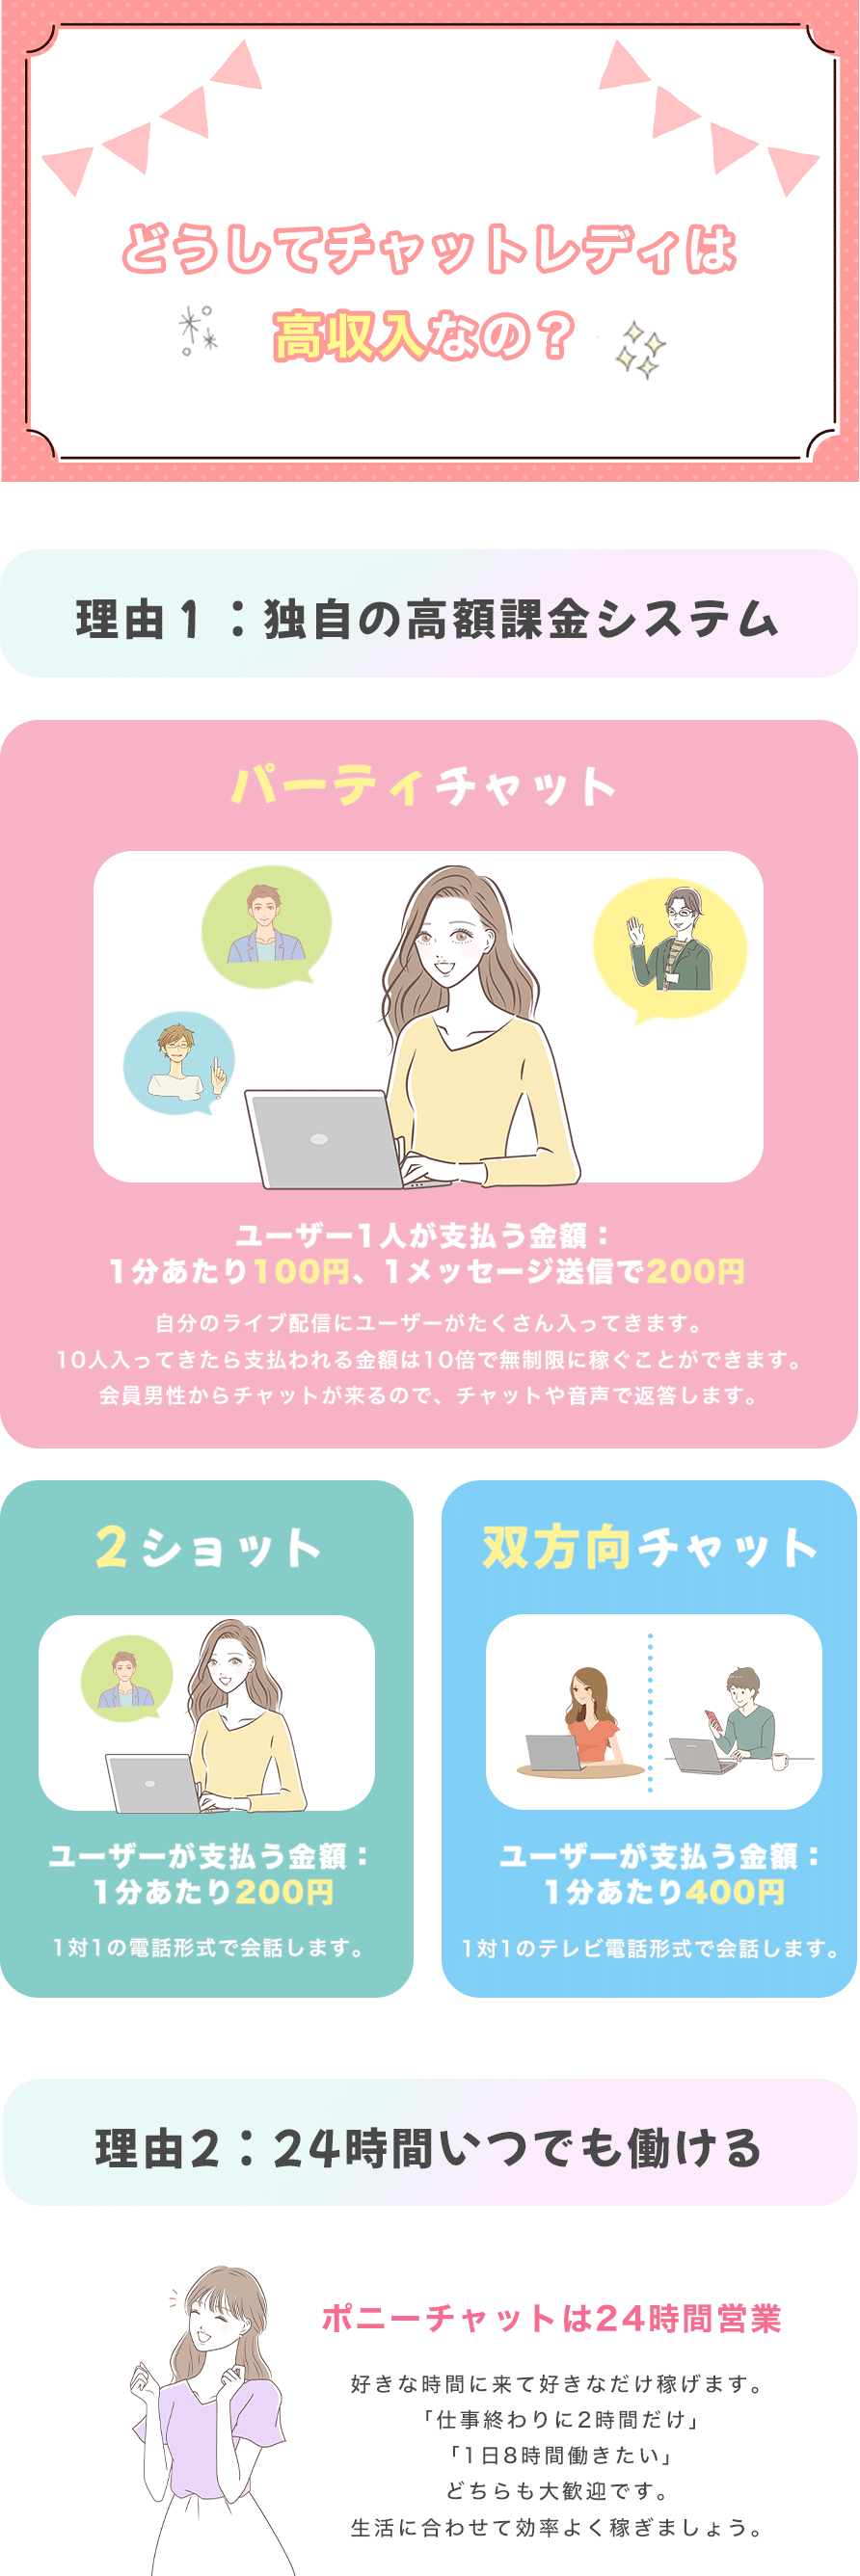 どうしてチャットレディは
高収入なの？
理由１：独自の高額課金システム
パーティチャット
ユーザー1人が支払う金額：
1分あたり100円、1メッセージ送信で200円
自分のライブ配信にユーザーがたくさん入ってきます。
10人入ってきたら支払われる金額は10倍で無制限に稼ぐことができます。
会員男性からチャットが来るので、チャットや音声で返答します。
2ショット
ユーザーが支払う金額：
1分あたり200円
1対1の電話形式で会話します。
双方向チャット
ユーザーが支払う金額：
1分あたり400円
1対1のテレビ電話形式で会話します。
理由2：24時間いつでも働ける
ポニーチャットは24時間営業
好きな時間に来て好きなだけ稼げます。
「仕事終わりに2時間だけ」
「1日8時間働きたい」
どちらも大歓迎です。
生活に合わせて効率よく稼ぎましょう。